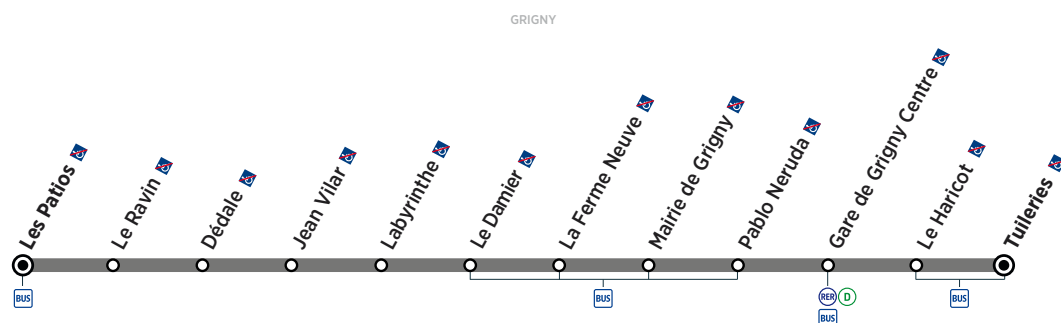 GRIGNY
Les Patios
Le Ravin
Dédale
Jean Vilar
Labyrinthe
Le Damier
La Ferme Neuve
Mairie de Grigny
Pablo Neruda
Gare de Grigny Centre
Le Haricot
Tuileries
BUS
BUS
RER D
BUS
BUS